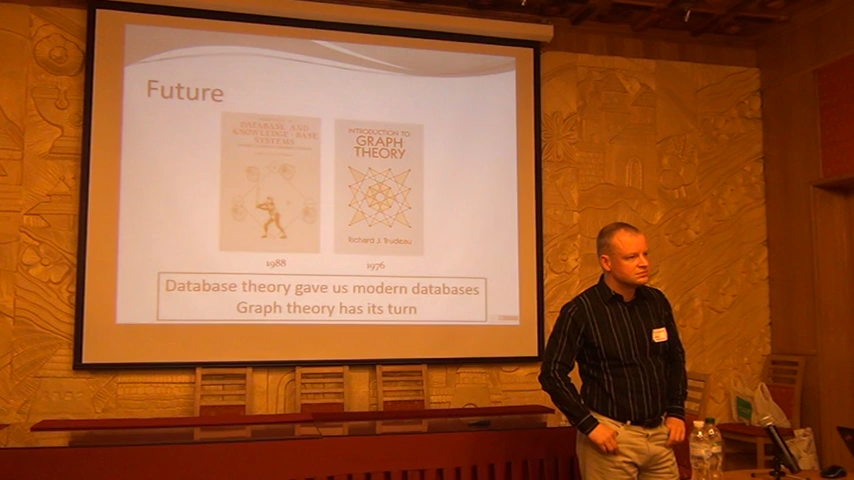 Future
DATABASE AND
KNOWLEDGE-BASE
SYSTEMS
INTRODUCTION TO
GRAPH
THEORY
Richard J. Trudeau
1988
1976
Database theory gave us modern databases
Graph theory has its turn